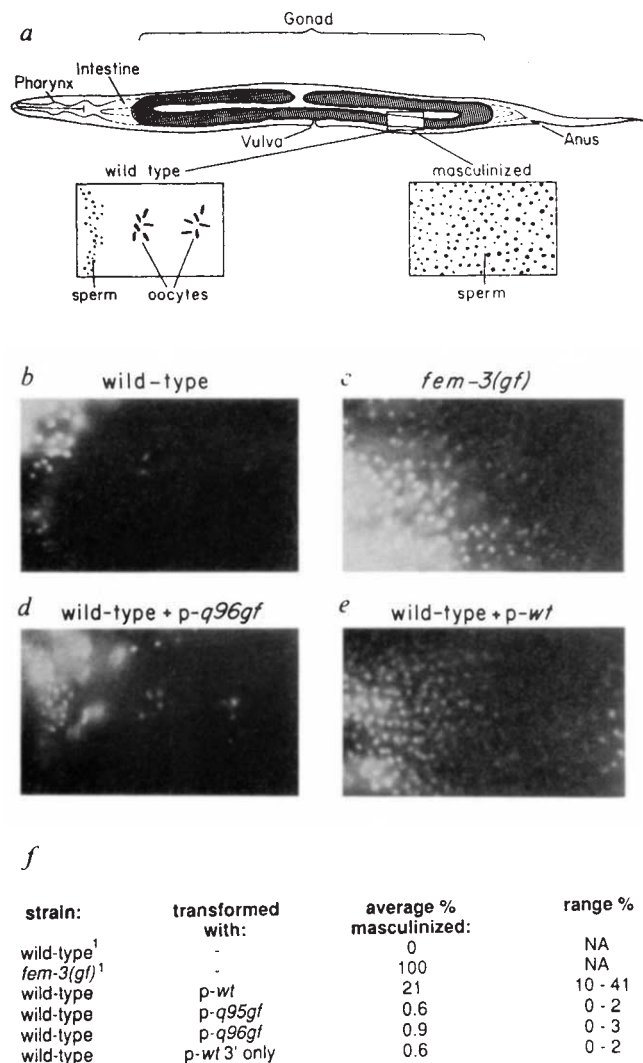 a
Gonad
Pharynx
Intestine
Vulva
Anus
wild type
masculinized
sperm
oocytes
sperm
b
wild-type
c
fem-3(gf)
d
wild-type + p-q96gf
e
wild-type + p-wt
f
strain: transformed with: average % masculinized: range %
wild-type1 - 0 NA
fem-3(gf)1 - 100 NA
wild-type p-wt 21 10 - 41
wild-type p-q95gf 0.6 0 - 2
wild-type p-q96gf 0.9 0 - 3
wild-type p-wt 3' only 0.6 0 - 2